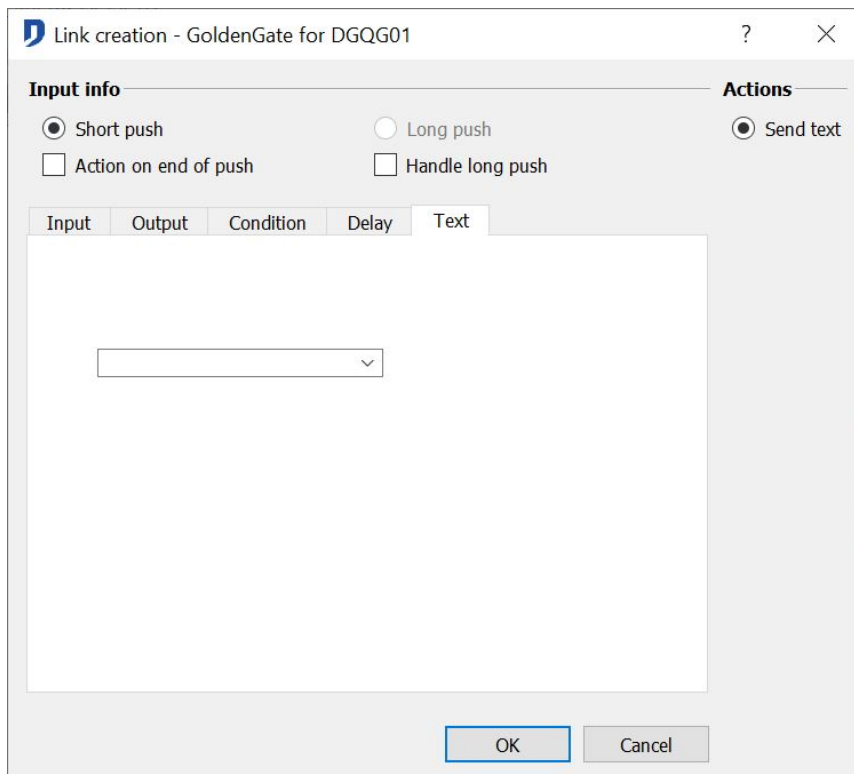 Link creation - GoldenGate for DGQG01
?
Input info
Actions
Short push
Long push
Send text
Action on end of push
Handle long push
Input
Output
Condition
Delay
Text
OK
Cancel